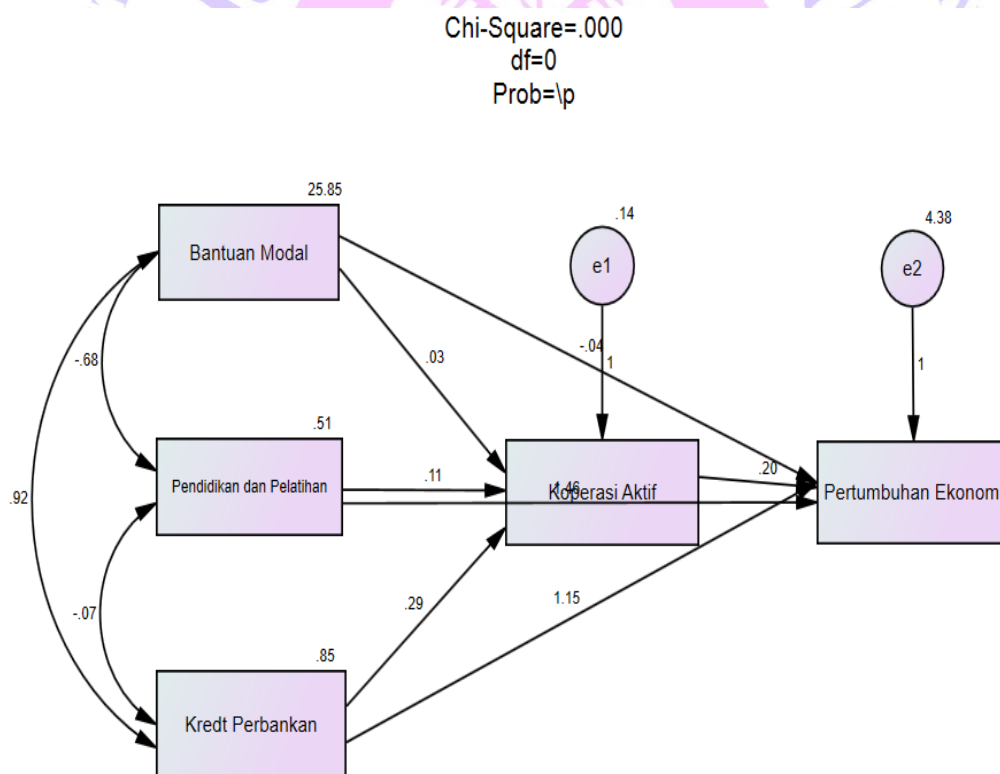 Chi-Square=.000
df=0
Prob=\p
25.85
Bantuan Modal
.14
e1
4.38
e2
-.68
.03
-.04
1
1
.51
Pendidikan dan Pelatihan
.11
Koperasi Aktif
.20
Pertumbuhan Ekonom
.92
-.07
.29
1.15
.85
Kredt Perbankan